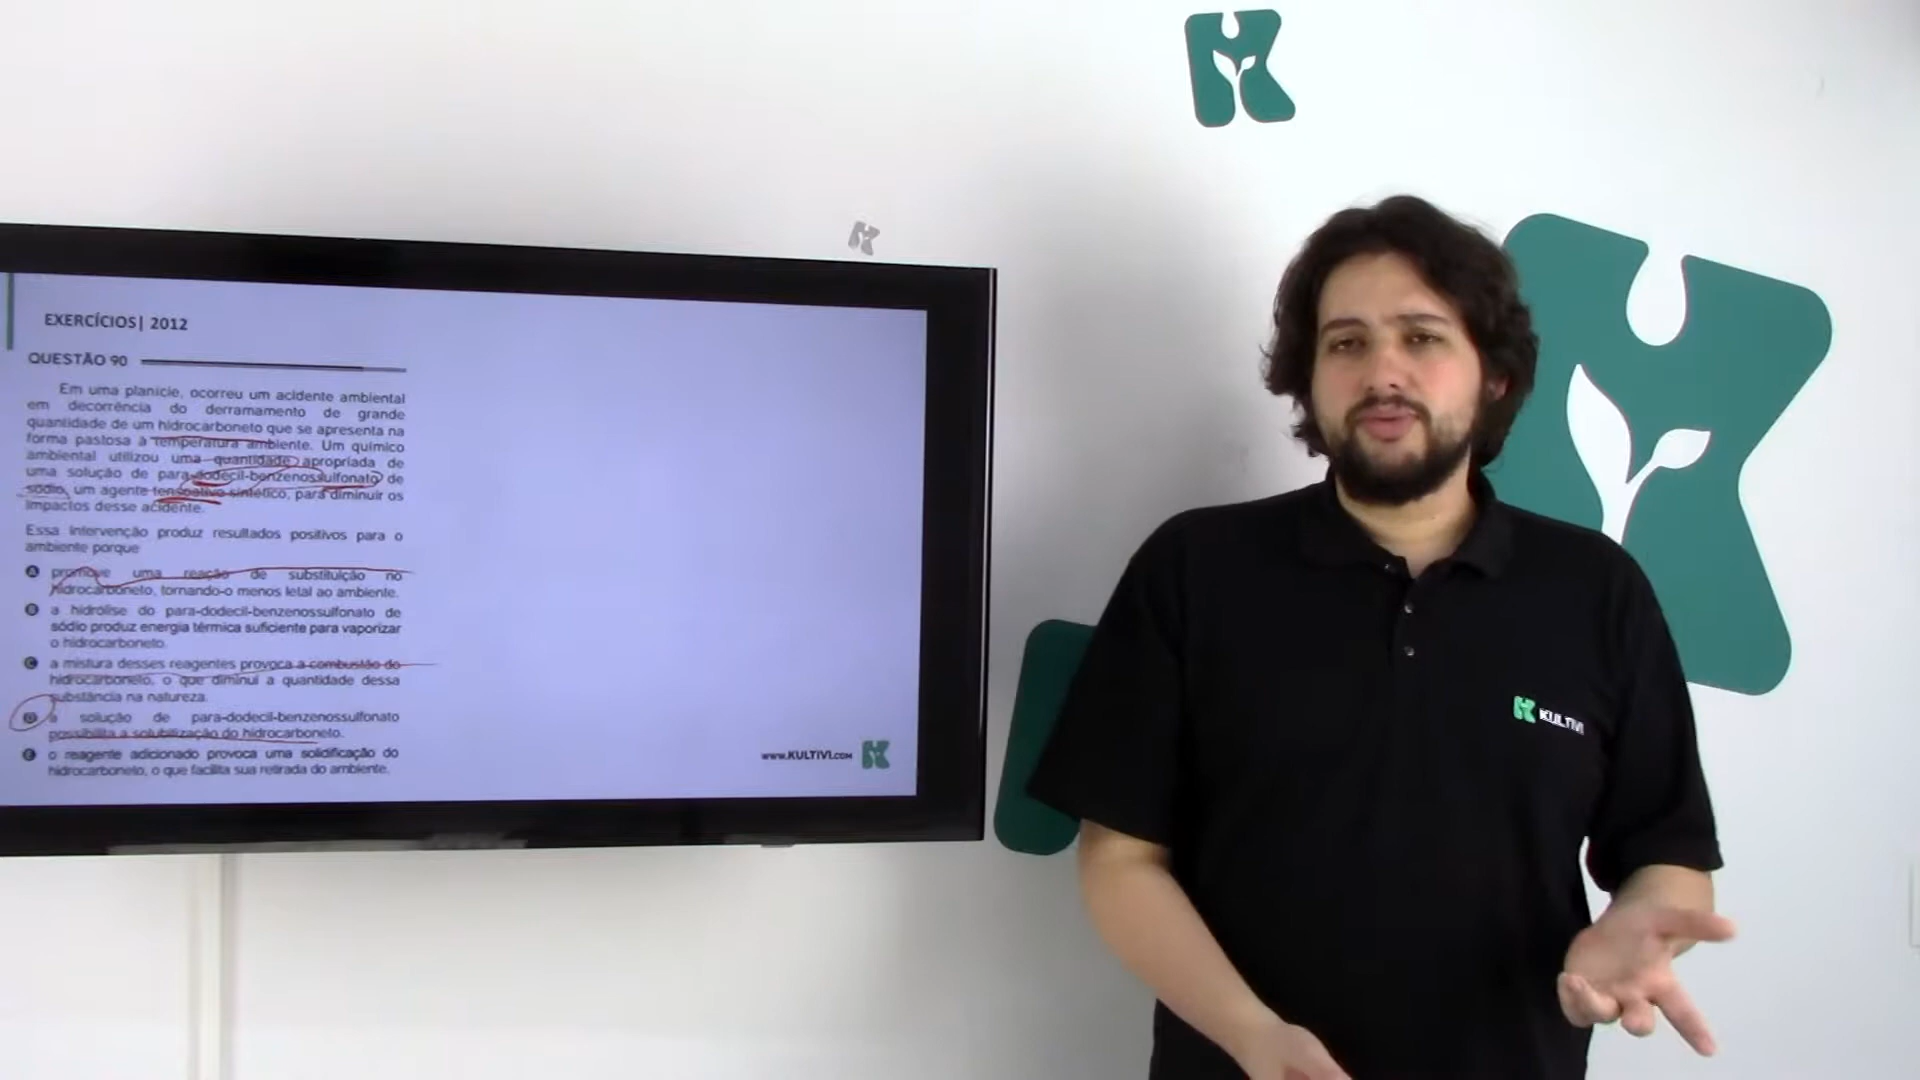 EXERCÍCIOS| 2012
QUESTÃO 90
Em uma planície, ocorreu um acidente ambiental
em decorrência do derramamento de grande
quantidade de um hidrocarboneto que se apresenta na
forma pastosa à temperatura ambiente. Um químico
ambiental utilizou uma quantidade apropriada de
uma solução de para-dodecil-benzenossulfonato de
sódio, um agente tensoativo sintético, para diminuir os
impactos desse acidente.
Essa intervenção produz resultados positivos para o
ambiente porque
A promove uma reação de substituição no
hidrocarboneto, tornando-o menos letal ao ambiente.
B a hidrólise do para-dodecil-benzenossulfonato de
sódio produz energia térmica suficiente para vaporizar
o hidrocarboneto.
C a mistura desses reagentes provoca a combustão do
hidrocarboneto, o que diminui a quantidade dessa
substância na natureza.
D a solução de para-dodecil-benzenossulfonato
possibilita a solubilização do hidrocarboneto.
E o reagente adicionado provoca uma solidificação do
hidrocarboneto, o que facilita sua retirada do ambiente.
www.KULTIVI.COM
KULTIVI